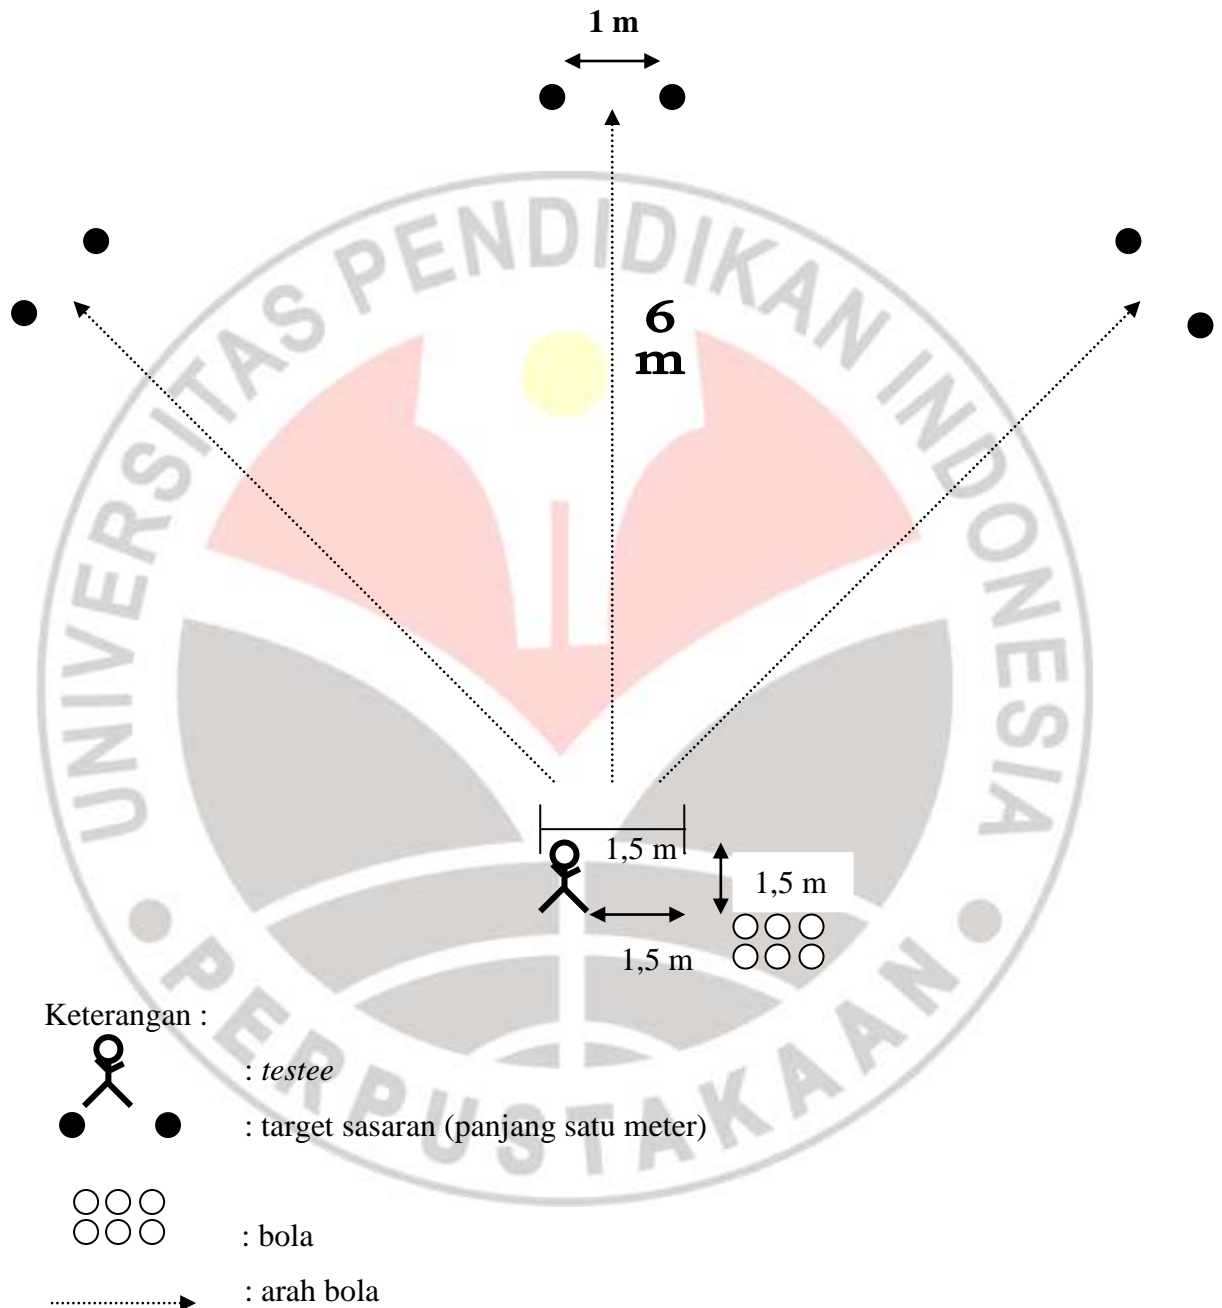 1 m
UNIVERSITAS PENDIDIKAN INDONESIA
6
m
1,5 m
1,5 m
1,5 m
PERPUSTAKAAN
Keterangan :
: testee
: target sasaran (panjang satu meter)
: bola
: arah bola